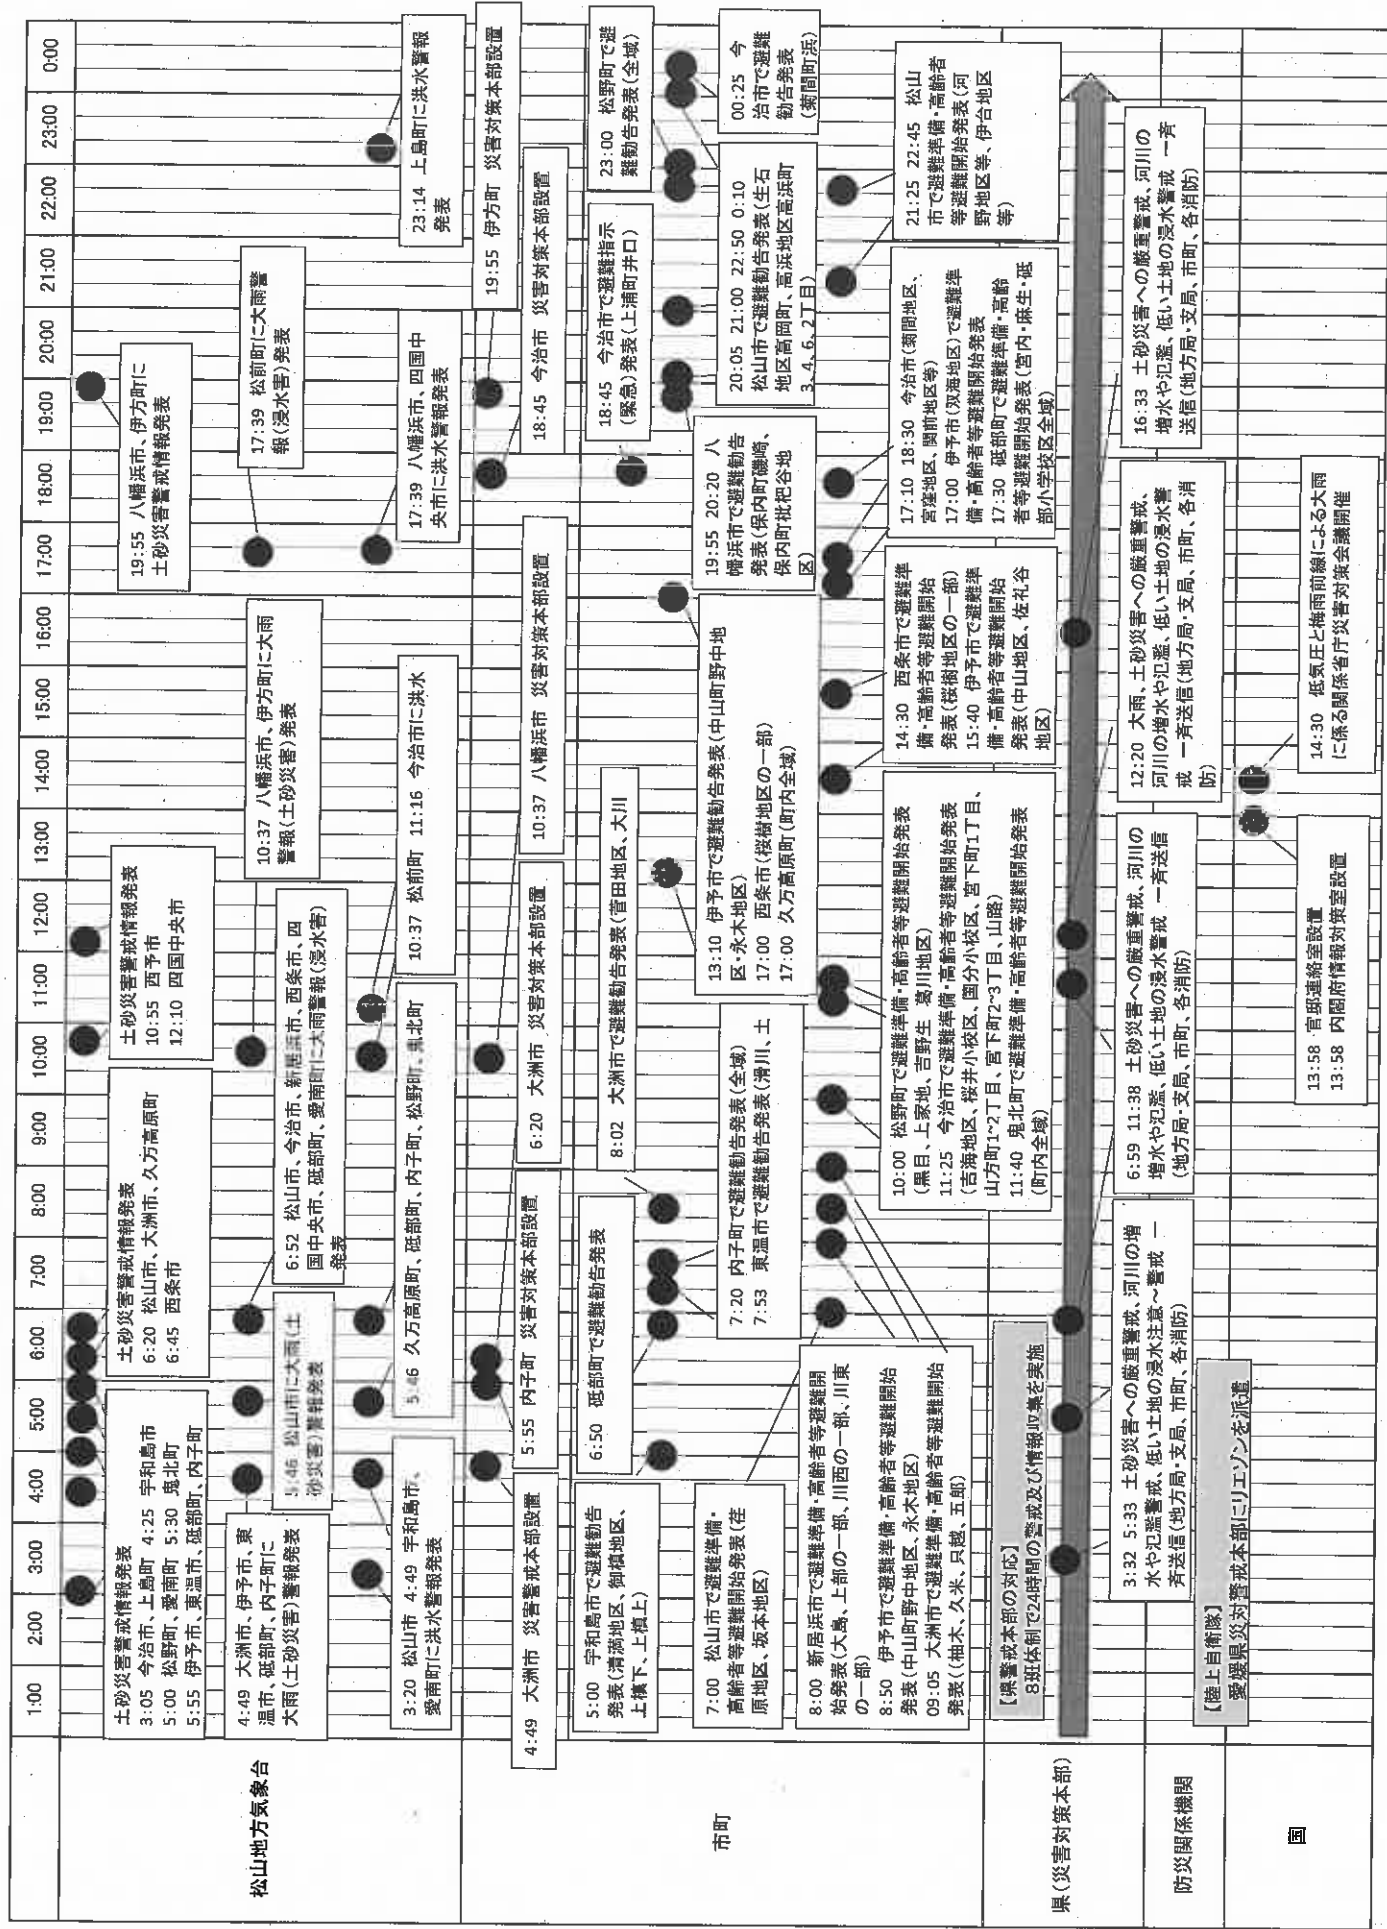 1:00
2:00
3:00
4:00
5:00
6:00
7:00
8:00
9:00
10:00
11:00
12:00
13:00
14:00
15:00
16:00
17:00
18:00
19:00
20:00
21:00
22:00
23:00
0:00
松山地方気象台
土砂災害警戒情報発表
3:05 今治市、上島町 4:25 宇和島市
5:00 松野町、愛南町 5:30 鬼北町
5:55 伊予市、東温市、砥部町、内子町
土砂災害警戒情報発表
6:20 松山市、大洲市、久万高原町
6:45 西条市
土砂災害警戒情報発表
10:55 西予市
12:10 四国中央市
19:55 八幡浜市、伊方町に
土砂災害警戒情報発表
4:49 大洲市、伊予市、東
温市、砥部町、内子町に
大雨(土砂災害)警報発表
5:46 松山市に大雨(土
砂災害)警報発表
6:52 松山市、今治市、新居浜市、西条市、四
国中央市、砥部町、愛南町に大雨警報(浸水害)
発表
10:37 八幡浜市、伊方町に大雨
警報(土砂災害)発表
17:39 松前町に大雨警
報(浸水害)発表
3:20 松山市 4:49 宇和島市、
愛南町に洪水警報発表
5:46 久万高原町、砥部町、内子町、松野町、鬼北町
10:37 松前町 11:16 今治市に洪水
17:39 八幡浜市、四国中
央市に洪水警報発表
23:14 上島町に洪水警報
発表
市町
4:49 大洲市 災害警戒本部設置
5:55 内子町 災害対策本部設置
6:20 大洲市 災害対策本部設置
10:37 八幡浜市 災害対策本部設置
18:45 今治市 災害対策本部設置
19:55 伊方町 災害対策本部設置
5:00 宇和島市で避難勧告
発表(清満地区、御槙地区、
上槙下、上槙上)
6:50 砥部町で避難勧告発表
8:02 大洲市で避難勧告発表(菅田地区、大川
18:45 今治市で避難指示
(緊急)発表(上浦町井口)
23:00 松野町で避
難勧告発表(全域)
7:20 内子町で避難勧告発表(全域)
7:53 東温市で避難勧告発表(滑川、土
13:10 伊予市で避難勧告発表(中山町野中地
区・永木地区)
17:00 西条市(桜樹地区の一部)
17:00 久万高原町(町内全域)
19:55 20:20 八
幡浜市で避難勧告
発表(保内町磯崎、
保内町枇杷谷地
区)
20:05 21:00 22:50 0:10
松山市で避難勧告発表(生石
地区高岡町、高浜地区高浜町
3、4、6、2丁目)
00:25 今
治市で避難
勧告発表
(菊間町浜)
7:00 松山市で避難準備・
高齢者等避難開始発表(荏
原地区、坂本地区)
8:00 新居浜市で避難準備・高齢者等避難開
始発表(大島、上部の一部、川西の一部、川東
の一部)
8:50 伊予市で避難準備・高齢者等避難開始
発表(中山町野中地区、永木地区)
09:05 大洲市で避難準備・高齢者等避難開始
発表((柚木、久米、只越、五郎)
10:00 松野町で避難準備・高齢者等避難開始発表
(黒目、上家地、吉野生 葛川地区)
11:25 今治市で避難準備・高齢者等避難開始発表
(吉海地区、桜井小校区、国分小校区、宮下町1丁目、
山方町1~2丁目、宮下町2~3丁目、山路)
11:40 鬼北町で避難準備・高齢者等避難開始発表
(町内全域)
14:30 西条市で避難準
備・高齢者等避難開始
発表(桜樹地区の一部)
15:40 伊予市で避難準
備・高齢者等避難開始
発表(中山地区、佐礼谷
地区)
17:10 18:30 今治市(菊間地区、
宮窪地区、関前地区等)
17:00 伊予市(双海地区)で避難準
備・高齢者等避難開始発表
17:30 砥部町で避難準備・高齢
者等避難開始発表(宮内・麻生・砥
部小学校区全域)
21:25 22:45 松山
市で避難準備・高齢者
等避難開始発表(河
野地区等、伊台地区
等)
県(災害対策本部)
【県警戒本部の対応】
8班体制で24時間の警戒及び情報収集を実施
3:32 5:33 土砂災害への厳重警戒、河川の増
水や氾濫警戒、低い土地の浸水注意~警戒 一
斉送信(地方局・支局、市町、各消防)
6:59 11:38 土砂災害への厳重警戒、河川の
増水や氾濫、低い土地の浸水警戒 一斉送信
(地方局・支局、市町、各消防)
12:20 大雨、土砂災害への厳重警戒、
河川の増水や氾濫、低い土地の浸水警
戒 一斉送信(地方局・支局、市町、各消
防)
16:33 土砂災害への厳重警戒、河川の
増水や氾濫、低い土地の浸水警戒 一斉
送信(地方局・支局、市町、各消防)
防災関係機関
【陸上自衛隊】
愛媛県災対警戒本部にリエゾンを派遣
国
13:58 官邸連絡室設置
13:58 内閣府情報対策室設置
14:30 低気圧と梅雨前線による大雨
に係る関係省庁災害対策会議開催